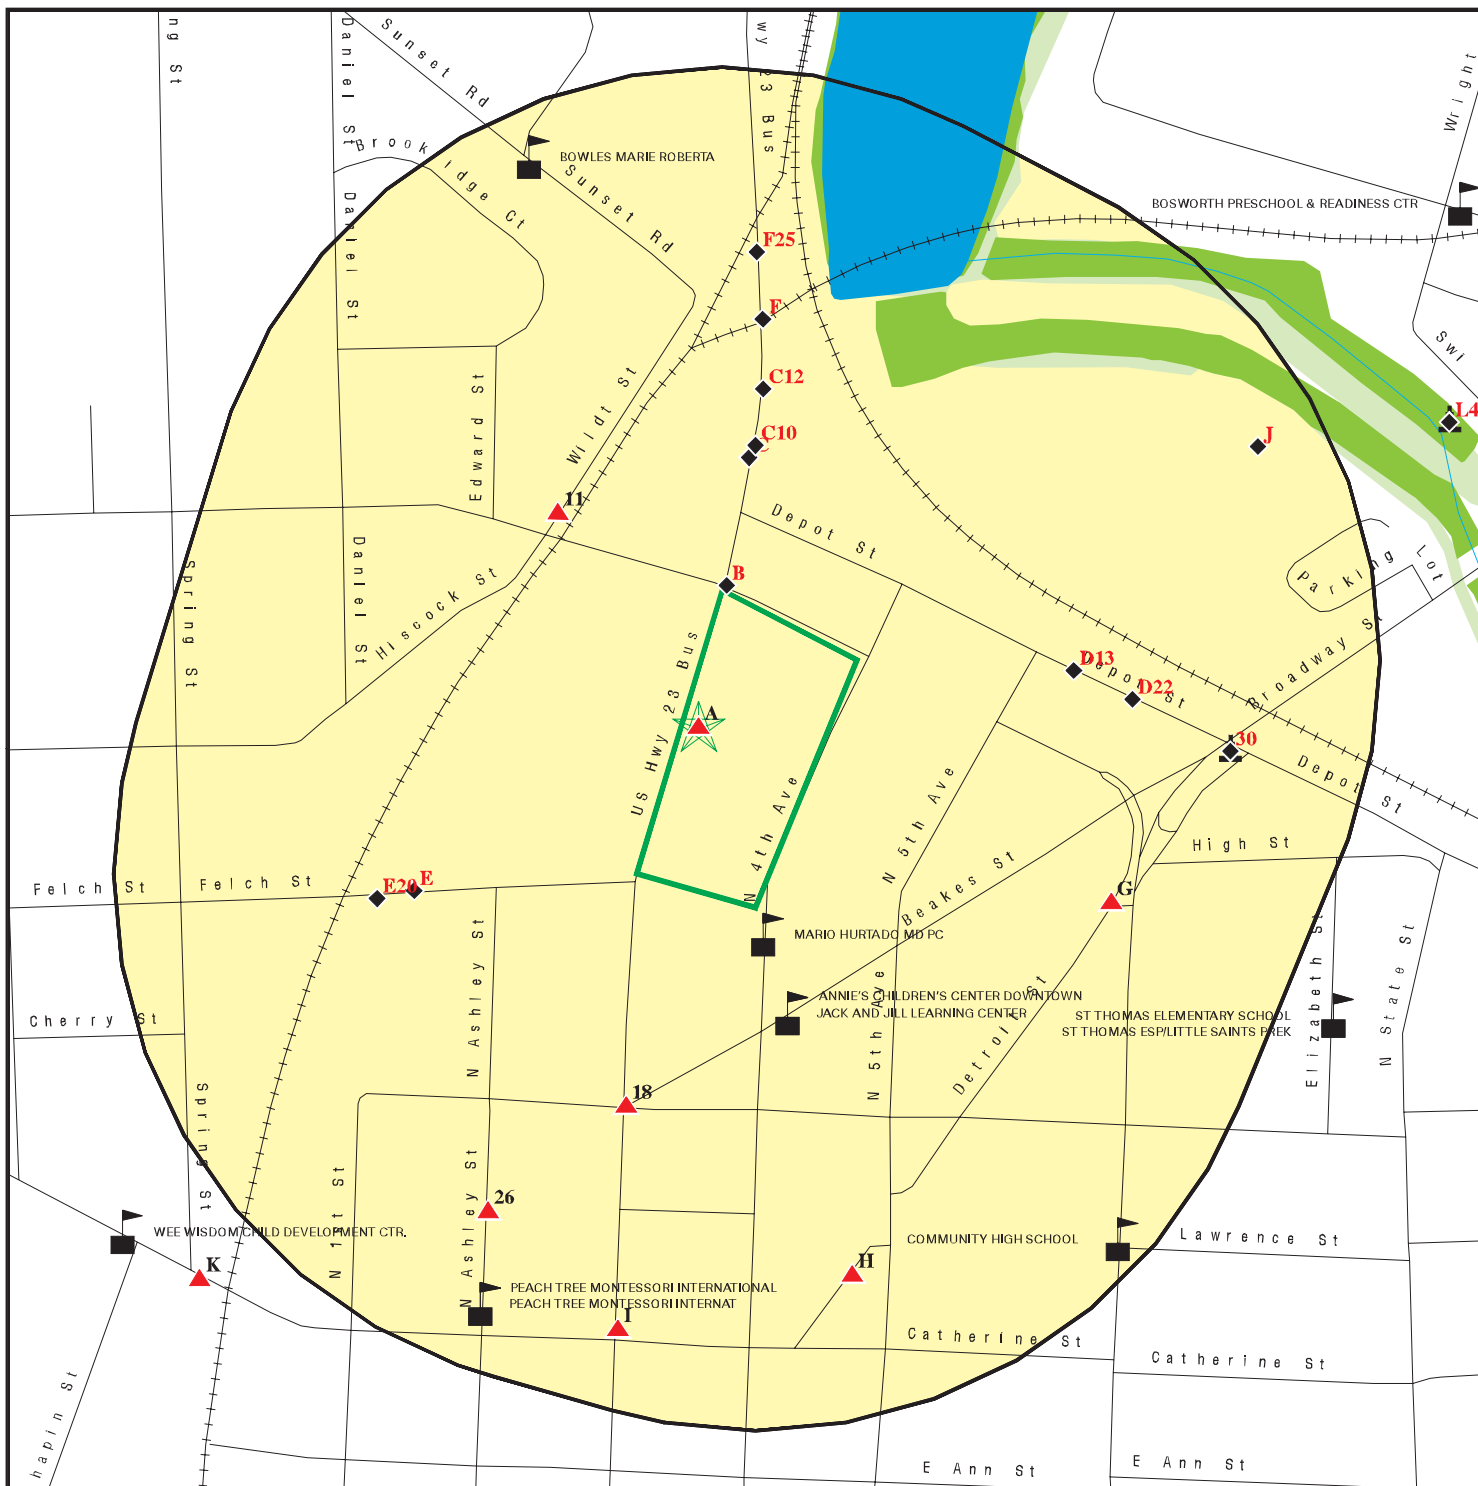 ng St
Daniel St
Sunset Rd
wy 23 Bus
Wright
Brook
idge Ct
BOWLES MARIE ROBERTA
Sunset Rd
Daniel St
BOSWORTH PRESCHOOL & READINESS CTR
F25
F
Swi
C12
Edward St
Wildt St
C10
J
L4
11
Depot St
Daniel St
Spring St
Hiscock St
B
Parking Lot
US Hwy 23 Bus
D13
Depot St
D22
Broadway St
A
30
Depot St
N 4th Ave
N 5th Ave
High St
Felch St
Felch St
E20
E
Beakes St
G
N Ashley St
MARIO HURTADO MD PC
Elizabeth St
N State St
ANNIE'S CHILDREN'S CENTER DOWNTOWN
JACK AND JILL LEARNING CENTER
N 5th Ave
Detroit St
ST THOMAS ELEMENTARY SCHOOL
ST THOMAS ESP/LITTLE SAINTS PREK
Cherry St
Spring St
18
N 1st St
N Ashley St
26
WEE WISDOM CHILD DEVELOPMENT CTR.
K
COMMUNITY HIGH SCHOOL
Lawrence St
H
PEACH TREE MONTESSORI INTERNATIONAL
PEACH TREE MONTESSORI INTERNAT
I
Catherine St
Catherine St
hapin St
E Ann St
E Ann St